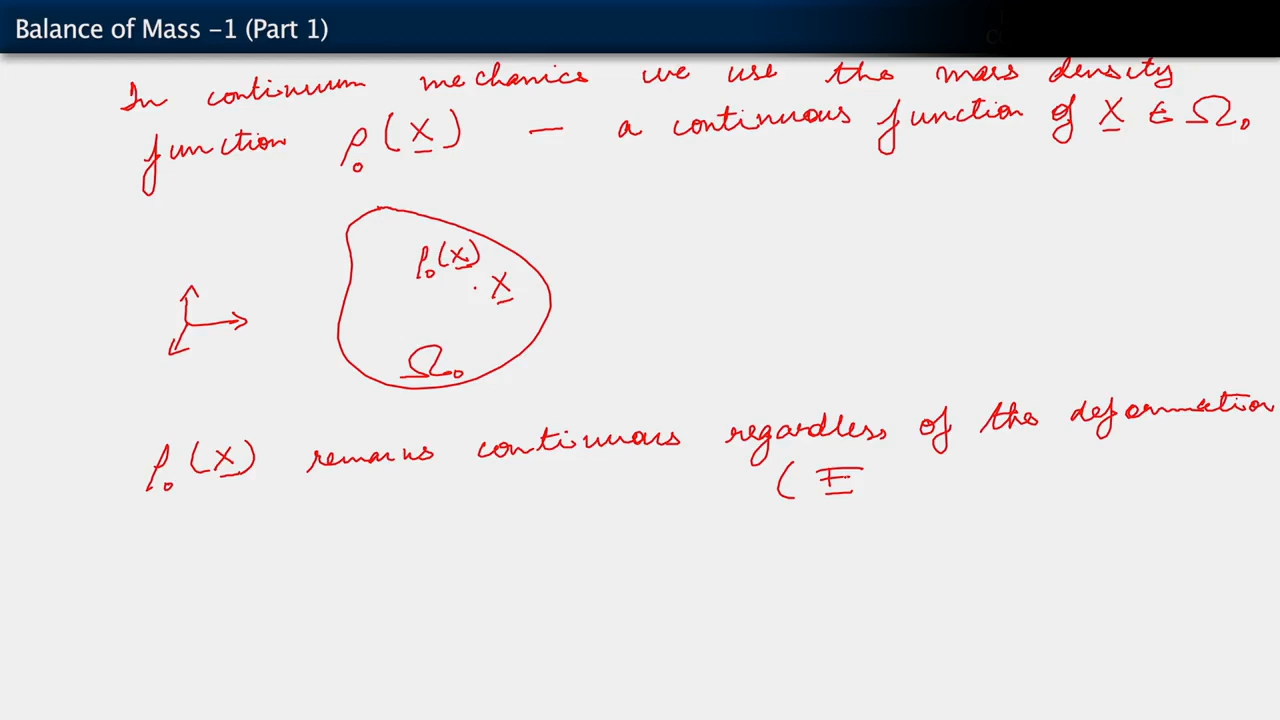 Balance of Mass -1 (Part 1)
In continuum mechanics we use the mass density
function ρ₀(X) — a continuous function of X ∈ Ω₀
ρ₀(X)
X
Ω₀
ρ₀(X) remains continuous regardless of the deformation
(F